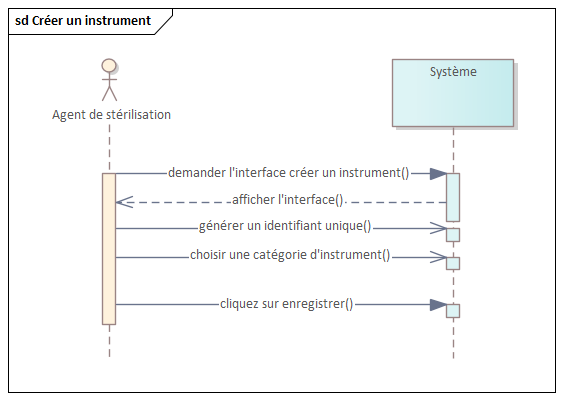 sd Créer un instrument
Système
Agent de stérilisation
demander l'interface créer un instrument()
afficher l'interface()
générer un identifiant unique()
choisir une catégorie d'instrument()
cliquez sur enregistrer()